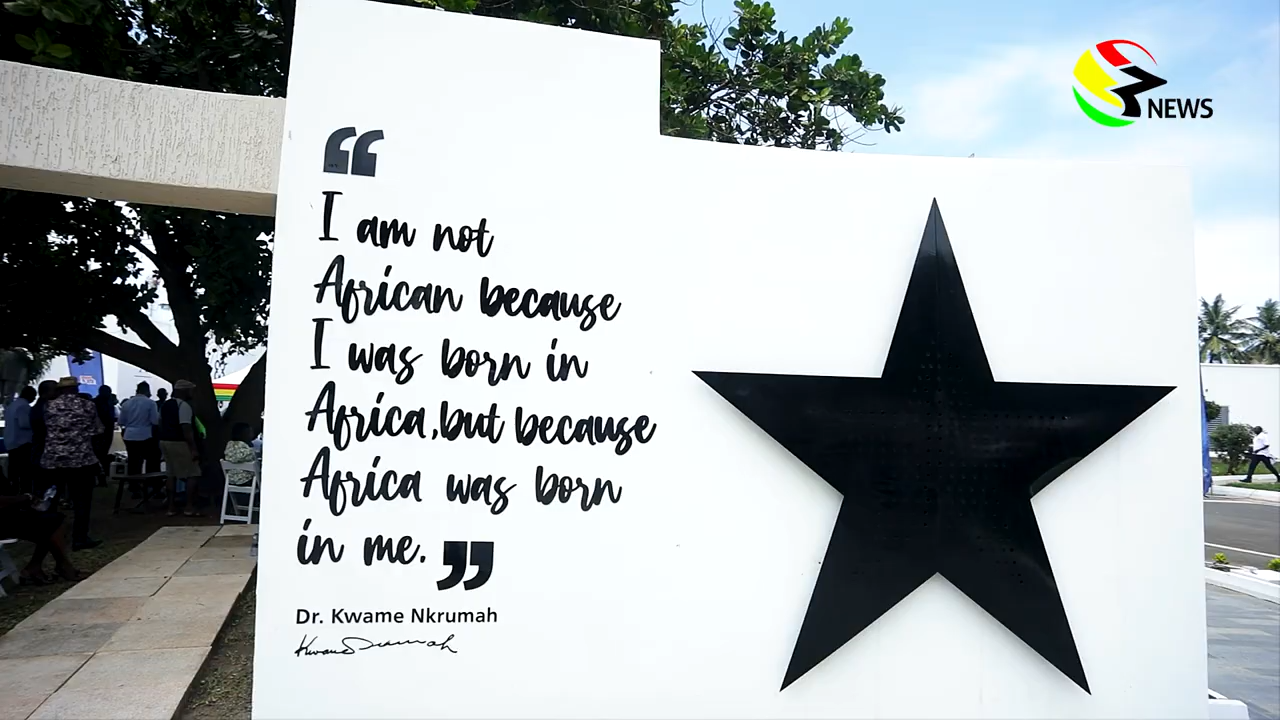 “
I am not
African because
I was born in
Africa, but because
Africa was born
in me.”
Dr. Kwame Nkrumah
NEWS